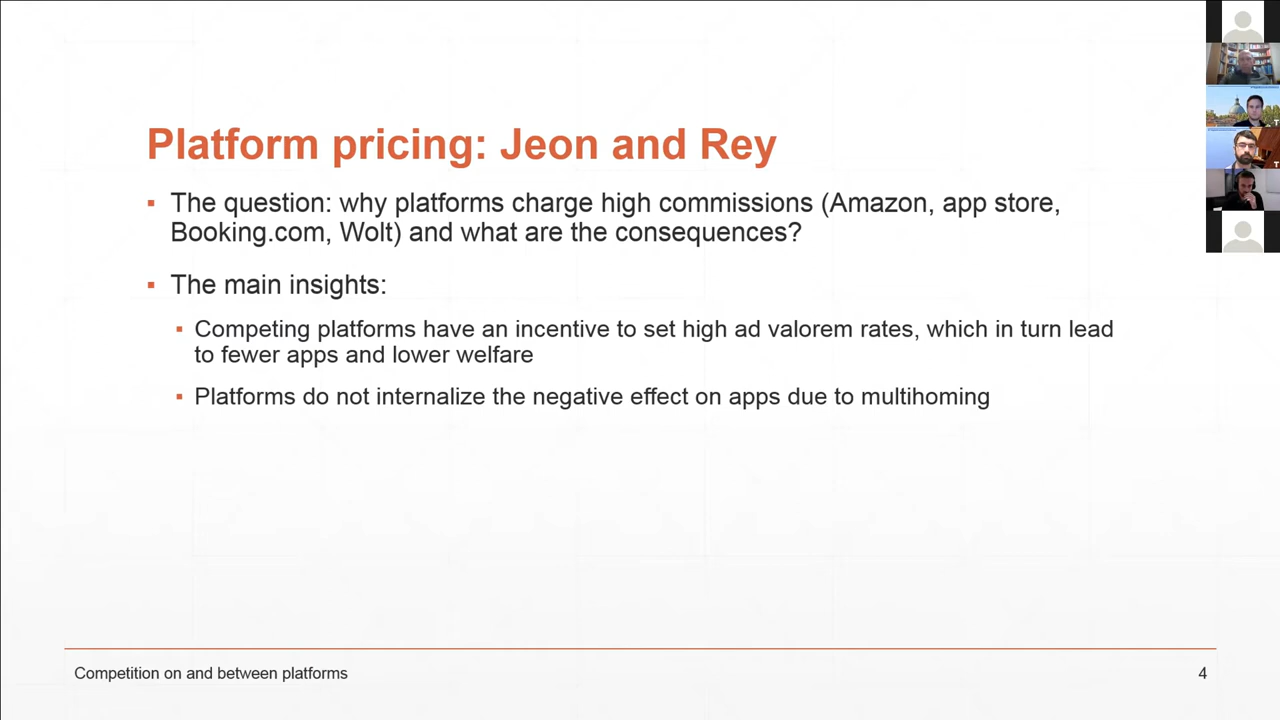 Platform pricing: Jeon and Rey
▪ The question: why platforms charge high commissions (Amazon, app store,
Booking.com, Wolt) and what are the consequences?
▪ The main insights:
▪ Competing platforms have an incentive to set high ad valorem rates, which in turn lead
to fewer apps and lower welfare
▪ Platforms do not internalize the negative effect on apps due to multihoming
Competition on and between platforms
4